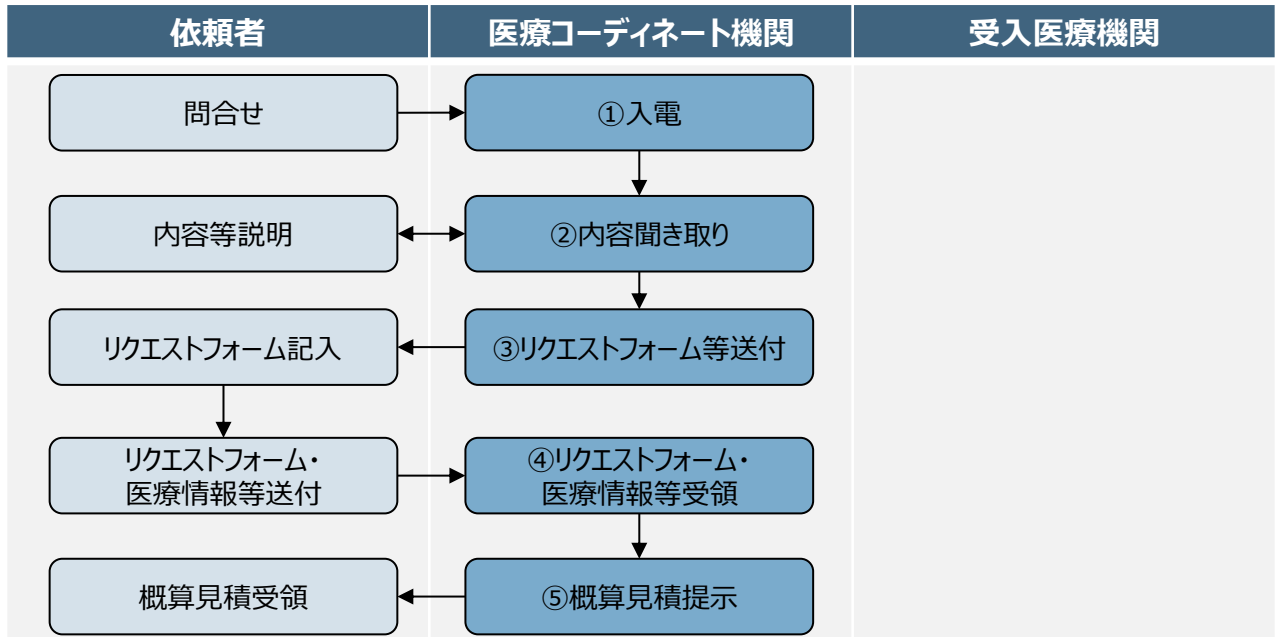 依頼者
医療コーディネート機関
受入医療機関
問合せ
①入電
内容等説明
②内容聞き取り
リクエストフォーム記入
③リクエストフォーム等送付
リクエストフォーム・
医療情報等送付
④リクエストフォーム・
医療情報等受領
概算見積受領
⑤概算見積提示